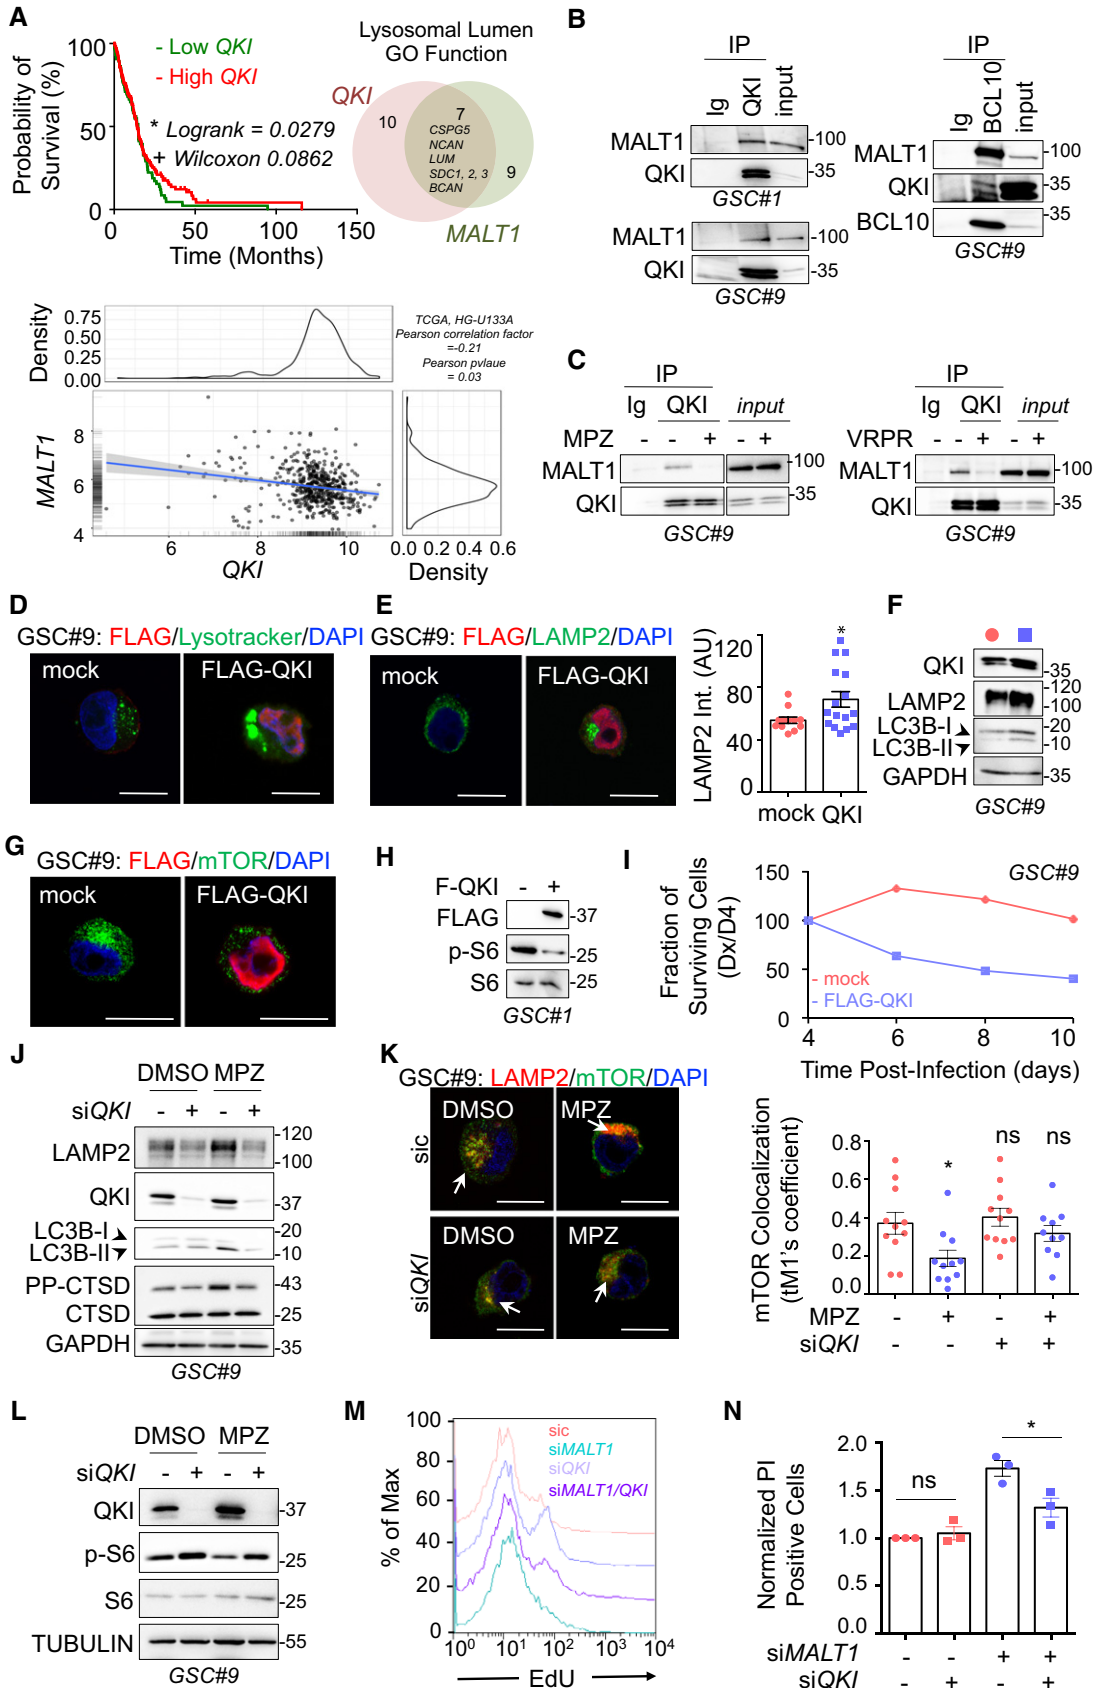 A
Probability of
Survival (%)
100
50
0
- Low QKI
- High QKI
* Logrank = 0.0279
+ Wilcoxon 0.0862
0 50 100 150
Time (Months)
Lysosomal Lumen
GO Function
QKI
10
7
CSPG5
NCAN
LUM
SDC1, 2, 3
BCAN
9
MALT1
Density
0.75
0.50
0.25
0.00
TCGA, HG-U133A
Pearson correlation factor
=-0.21
Pearson pvlaue
= 0.03
MALT1
8
6
4
6 8 10
QKI
0.0 0.2 0.4 0.6
Density
B
IP
Ig QKI input
MALT1 -100
QKI -35
GSC#1
MALT1 -100
QKI -35
GSC#9
IP
Ig BCL10 input
MALT1 -100
QKI -35
BCL10 -35
GSC#9
C
IP
Ig QKI input
MPZ - - + - +
MALT1 -100
QKI -35
GSC#9
IP
Ig QKI input
VRPR - - + - +
MALT1 -100
QKI -35
GSC#9
D
GSC#9: FLAG/Lysotracker/DAPI
mock FLAG-QKI
E
GSC#9: FLAG/LAMP2/DAPI
mock FLAG-QKI
LAMP2 Int. (AU)
120
80
40
0
*
mock QKI
F
QKI -35
LAMP2 -120
-100
LC3B-I -20
LC3B-II -10
GAPDH -35
GSC#9
G
GSC#9: FLAG/mTOR/DAPI
mock FLAG-QKI
H
F-QKI - +
FLAG -37
p-S6 -25
S6 -25
GSC#1
I
GSC#9
Fraction of
Surviving Cells
(Dx/D4)
150
100
50
0
- mock
- FLAG-QKI
4 6 8 10
Time Post-Infection (days)
J
DMSO MPZ
siQKI - + - +
LAMP2 -120
-100
QKI -37
LC3B-I -20
LC3B-II -10
PP-CTSD -43
CTSD -25
GAPDH -35
GSC#9
K
GSC#9: LAMP2/mTOR/DAPI
sic
DMSO MPZ
siQKI
DMSO MPZ
mTOR Colocalization
(tM1's coefficient)
0.8
0.6
0.4
0.2
0.0
* ns ns
MPZ - + - +
siQKI - - + +
L
DMSO MPZ
siQKI - + - +
QKI -37
p-S6 -25
S6 -25
TUBULIN -55
GSC#9
M
% of Max
100
80
60
40
20
0
sic
siMALT1
siQKI
siMALT1/QKI
10⁰ 10¹ 10² 10³ 10⁴
EdU
N
Normalized PI
Positive Cells
2.0
1.5
1.0
0.5
0.0
ns
*
siMALT1 - - + +
siQKI - + - +